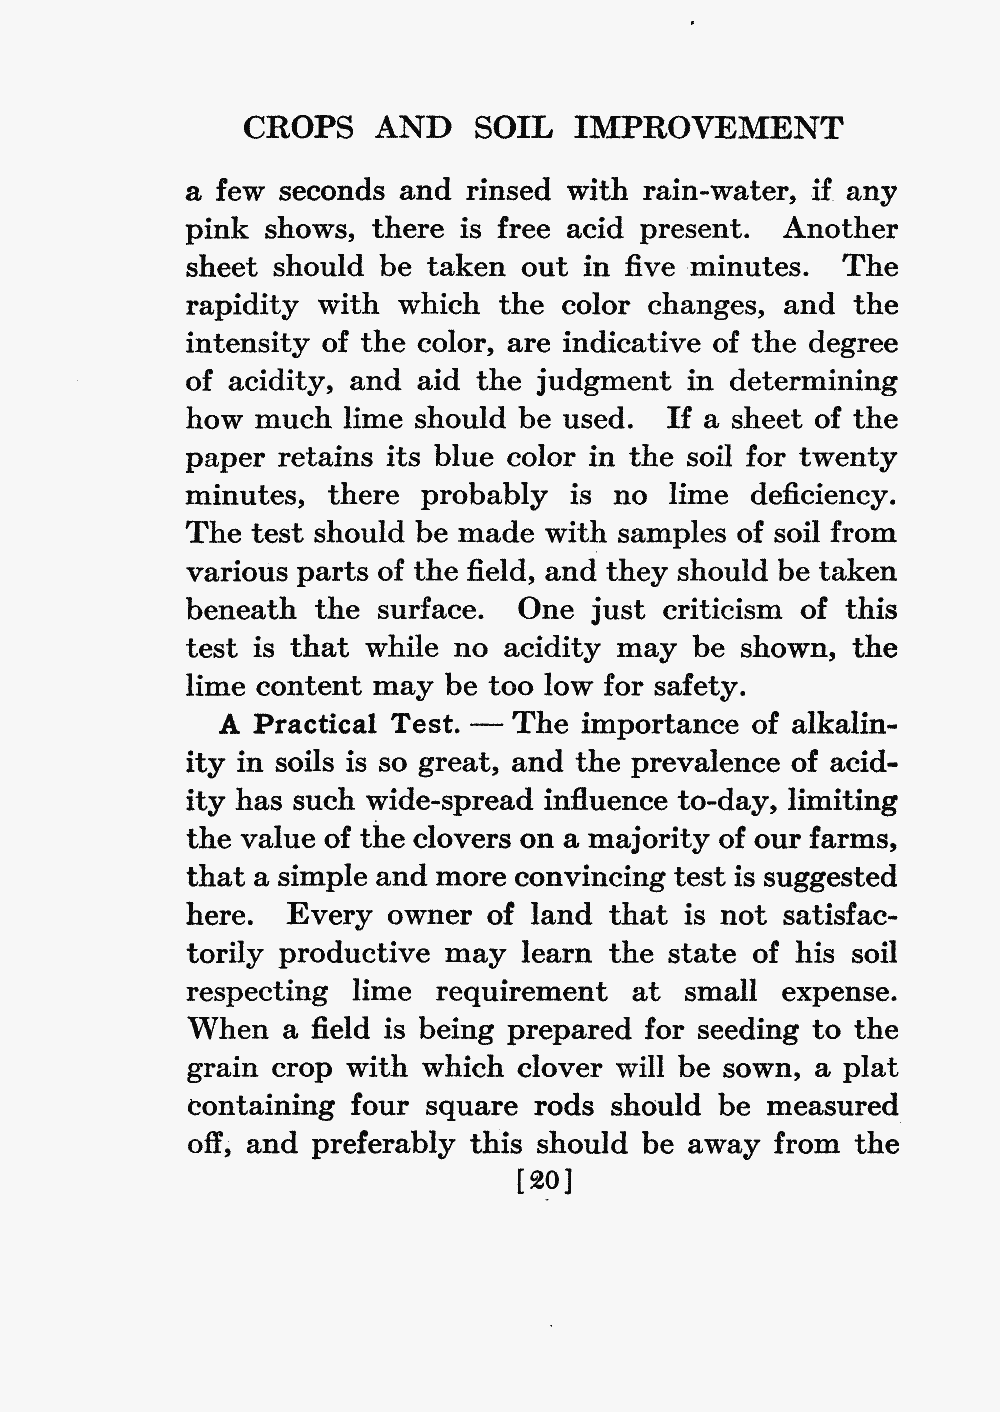 CROPS AND SOIL IMPROVEMENT
a few seconds and rinsed with rain-water, if any
pink shows, there is free acid present. Another
sheet should be taken out in five minutes. The
rapidity with which the color changes, and the
intensity of the color, are indicative of the degree
of acidity, and aid the judgment in determining
how much lime should be used. If a sheet of the
paper retains its blue color in the soil for twenty
minutes, there probably is no lime deficiency.
The test should be made with samples of soil from
various parts of the field, and they should be taken
beneath the surface. One just criticism of this
test is that while no acidity may be shown, the
lime content may be too low for safety.
A Practical Test. — The importance of alkalin-
ity in soils is so great, and the prevalence of acid-
ity has such wide-spread influence to-day, limiting
the value of the clovers on a majority of our farms,
that a simple and more convincing test is suggested
here. Every owner of land that is not satisfac-
torily productive may learn the state of his soil
respecting lime requirement at small expense.
When a field is being prepared for seeding to the
grain crop with which clover will be sown, a plat
containing four square rods should be measured
off, and preferably this should be away from the
[20]